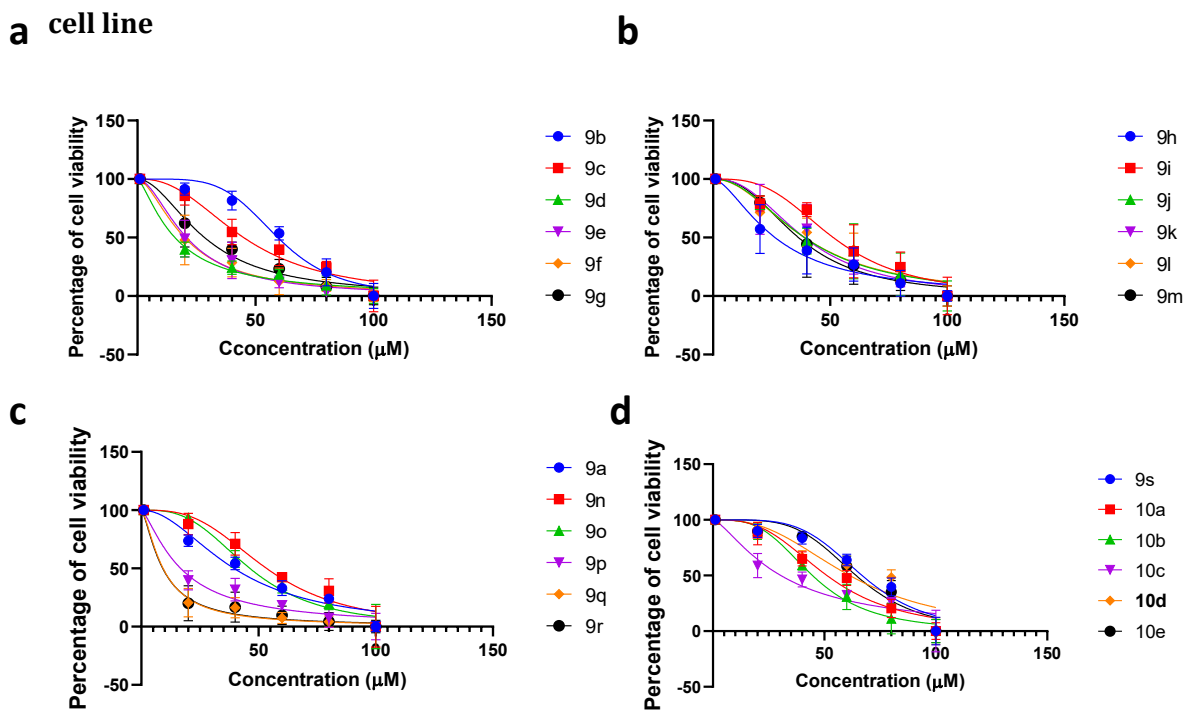 a cell line
Percentage of cell viability
150
100
50
0
-50
50
100
150
Cconcentration (μM)
9b
9c
9d
9e
9f
9g
b
Percentage of cell viability
150
100
50
0
-50
50
100
150
Concentration (μM)
9h
9i
9j
9k
9l
9m
c
Percentage of cell viability
150
100
50
0
-50
50
100
150
Concentration (μM)
9a
9n
9o
9p
9q
9r
d
Percentage of cell viability
150
100
50
0
-50
50
100
150
Concentration (μM)
9s
10a
10b
10c
10d
10e